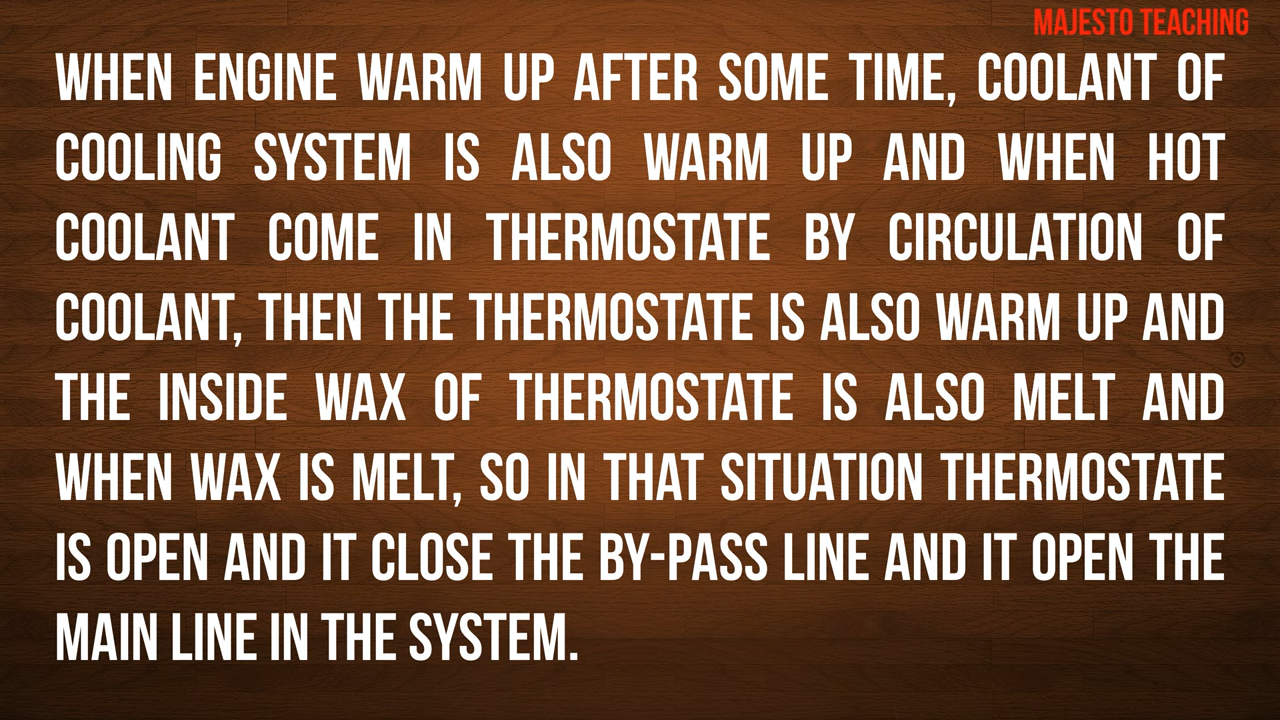 MAJESTO TEACHING
WHEN ENGINE WARM UP AFTER SOME TIME, COOLANT OF
COOLING SYSTEM IS ALSO WARM UP AND WHEN HOT
COOLANT COME IN THERMOSTATE BY CIRCULATION OF
COOLANT, THEN THE THERMOSTATE IS ALSO WARM UP AND
THE INSIDE WAX OF THERMOSTATE IS ALSO MELT AND
WHEN WAX IS MELT, SO IN THAT SITUATION THERMOSTATE
IS OPEN AND IT CLOSE THE BY-PASS LINE AND IT OPEN THE
MAIN LINE IN THE SYSTEM.